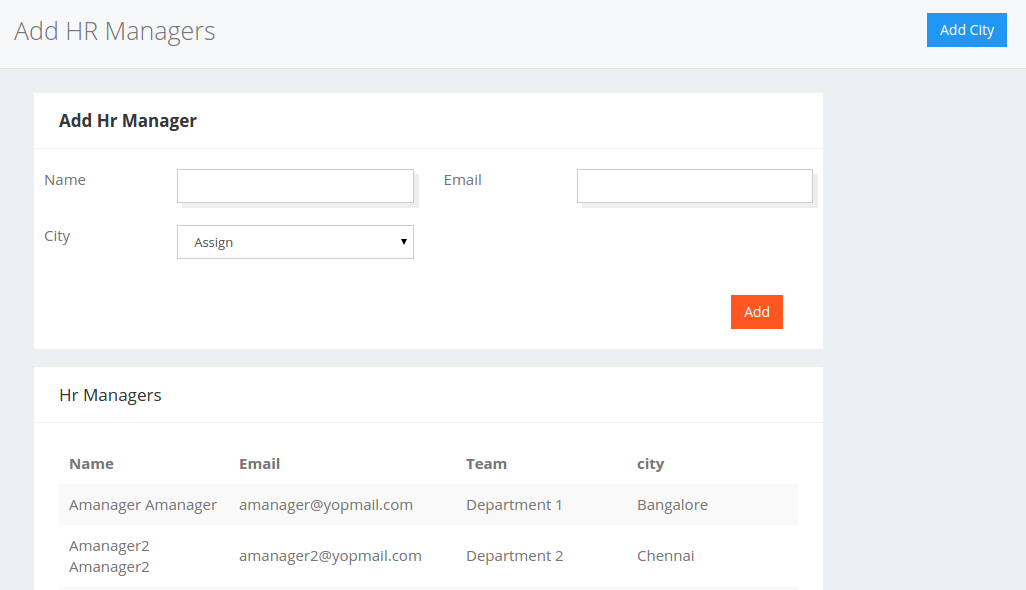 Add HR Managers
Add City
Add Hr Manager
Name
Email
City
Assign
Add
Hr Managers
Name Email Team city
Amanager Amanager amanager@yopmail.com Department 1 Bangalore
Amanager2
Amanager2 amanager2@yopmail.com Department 2 Chennai